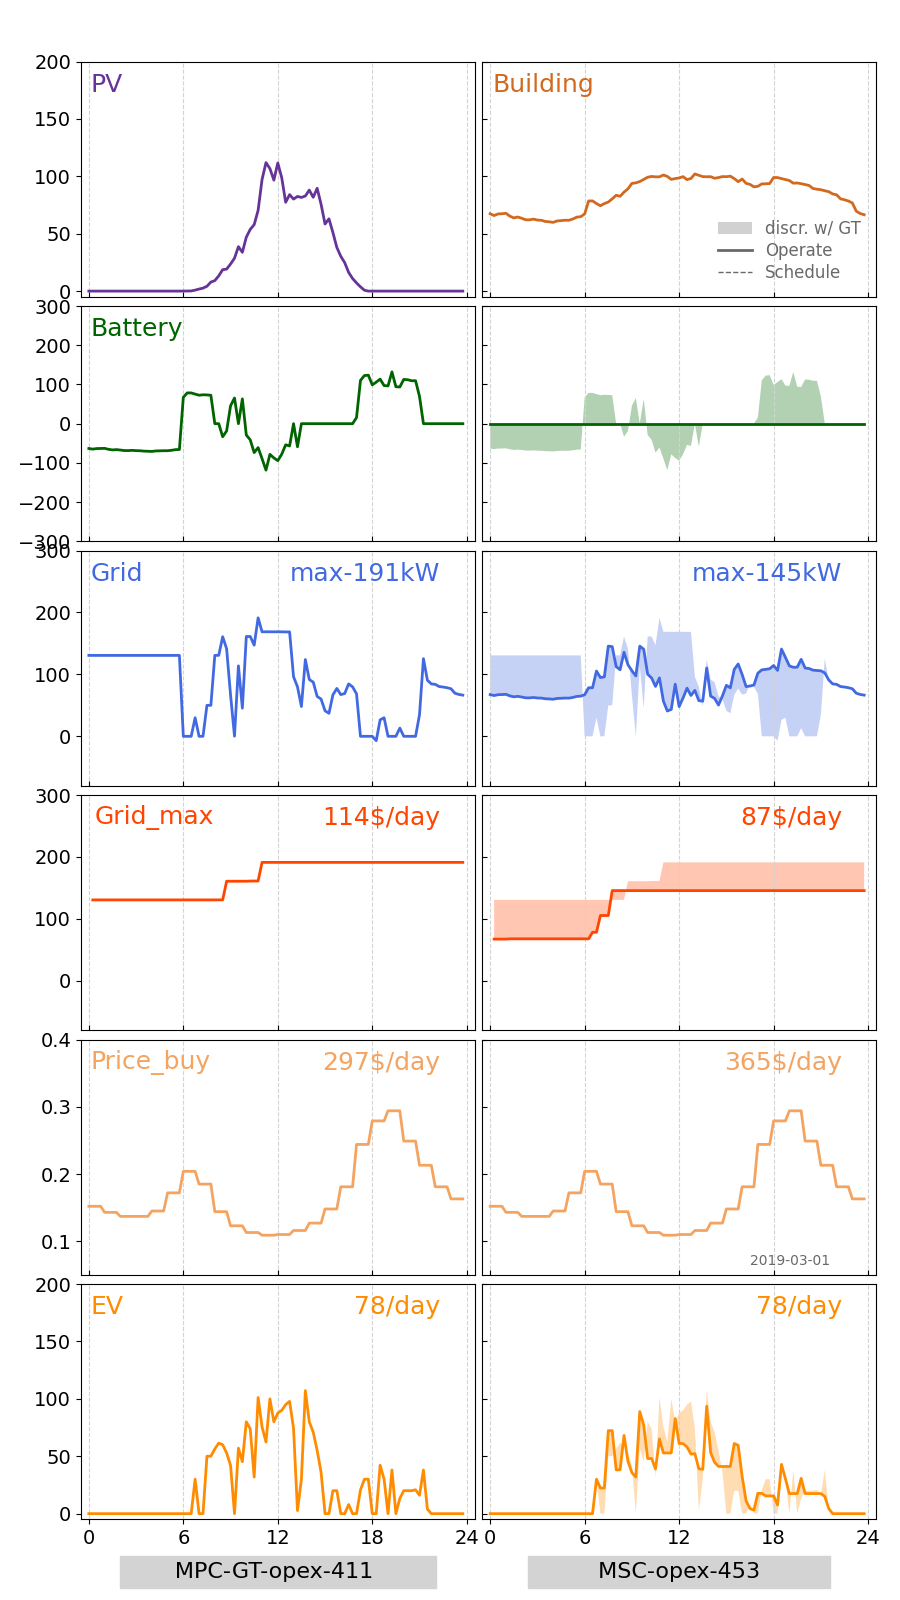 200
150
100
50
0
PV
Building
discr. w/ GT
Operate
Schedule
300
200
100
0
−100
−200
−300
Battery
300
200
100
0
Grid
max-191kW
max-145kW
300
200
100
0
Grid_max
114$/day
87$/day
0.4
0.3
0.2
0.1
Price_buy
297$/day
365$/day
2019-03-01
200
150
100
50
0
EV
78/day
78/day
0 6 12 18 24
0 6 12 18 24
MPC-GT-opex-411
MSC-opex-453